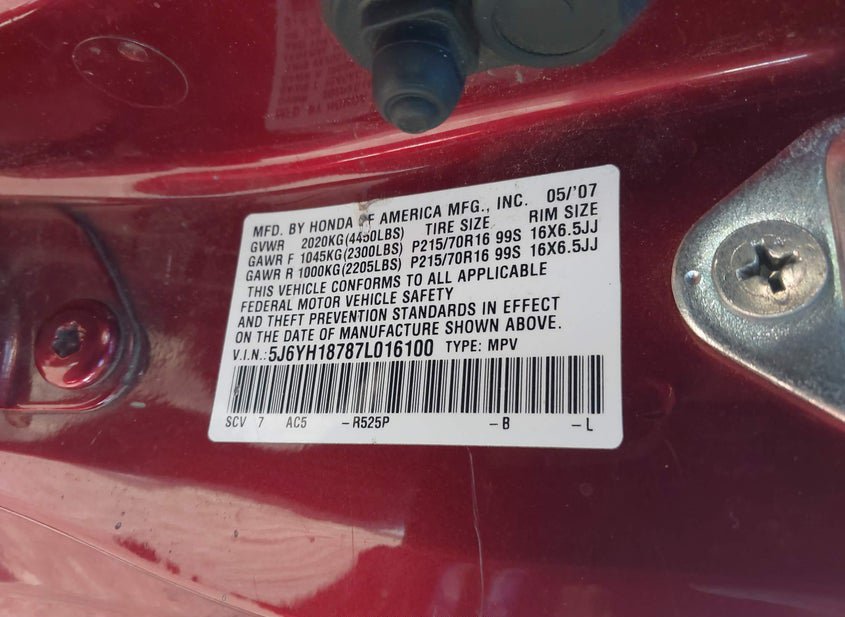 MFD. BY HONDA OF AMERICA MFG., INC. 05/'07
GVWR 2020KG(4450LBS) TIRE SIZE RIM SIZE
GAWR F 1045KG(2300LBS) P215/70R16 99S 16X6.5JJ
GAWR R 1000KG(2205LBS) P215/70R16 99S 16X6.5JJ
THIS VEHICLE CONFORMS TO ALL APPLICABLE
FEDERAL MOTOR VEHICLE SAFETY
AND THEFT PREVENTION STANDARDS IN EFFECT
ON THE DATE OF MANUFACTURE SHOWN ABOVE.
V.I.N.: 5J6YH18787L016100 TYPE: MPV
SCV 7 AC5 -R525P -B -L